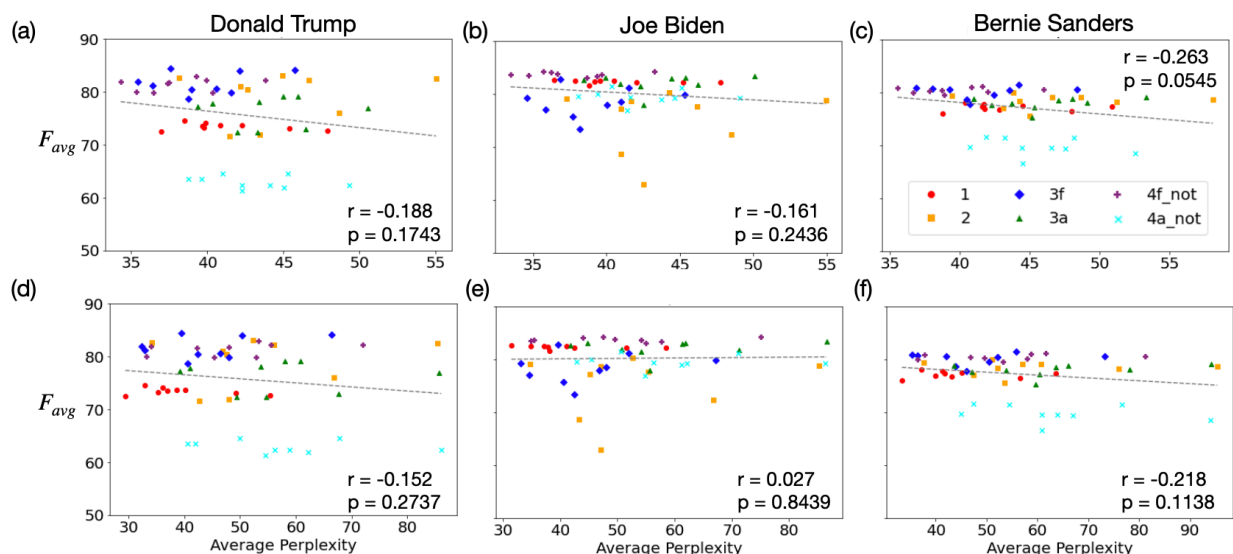 Donald Trump
Joe Biden
Bernie Sanders
(a)
90
80
70
60
50
F_avg
35 40 45 50 55
r = -0.188
p = 0.1743
(b)
35 40 45 50 55
r = -0.161
p = 0.2436
(c)
r = -0.263
p = 0.0545
1 3f 4f_not
2 3a 4a_not
35 40 45 50 55
(d)
90
80
70
60
50
F_avg
r = -0.152
p = 0.2737
30 40 50 60 70 80
Average Perplexity
(e)
r = 0.027
p = 0.8439
30 40 50 60 70 80
Average Perplexity
(f)
r = -0.218
p = 0.1138
40 50 60 70 80 90
Average Perplexity